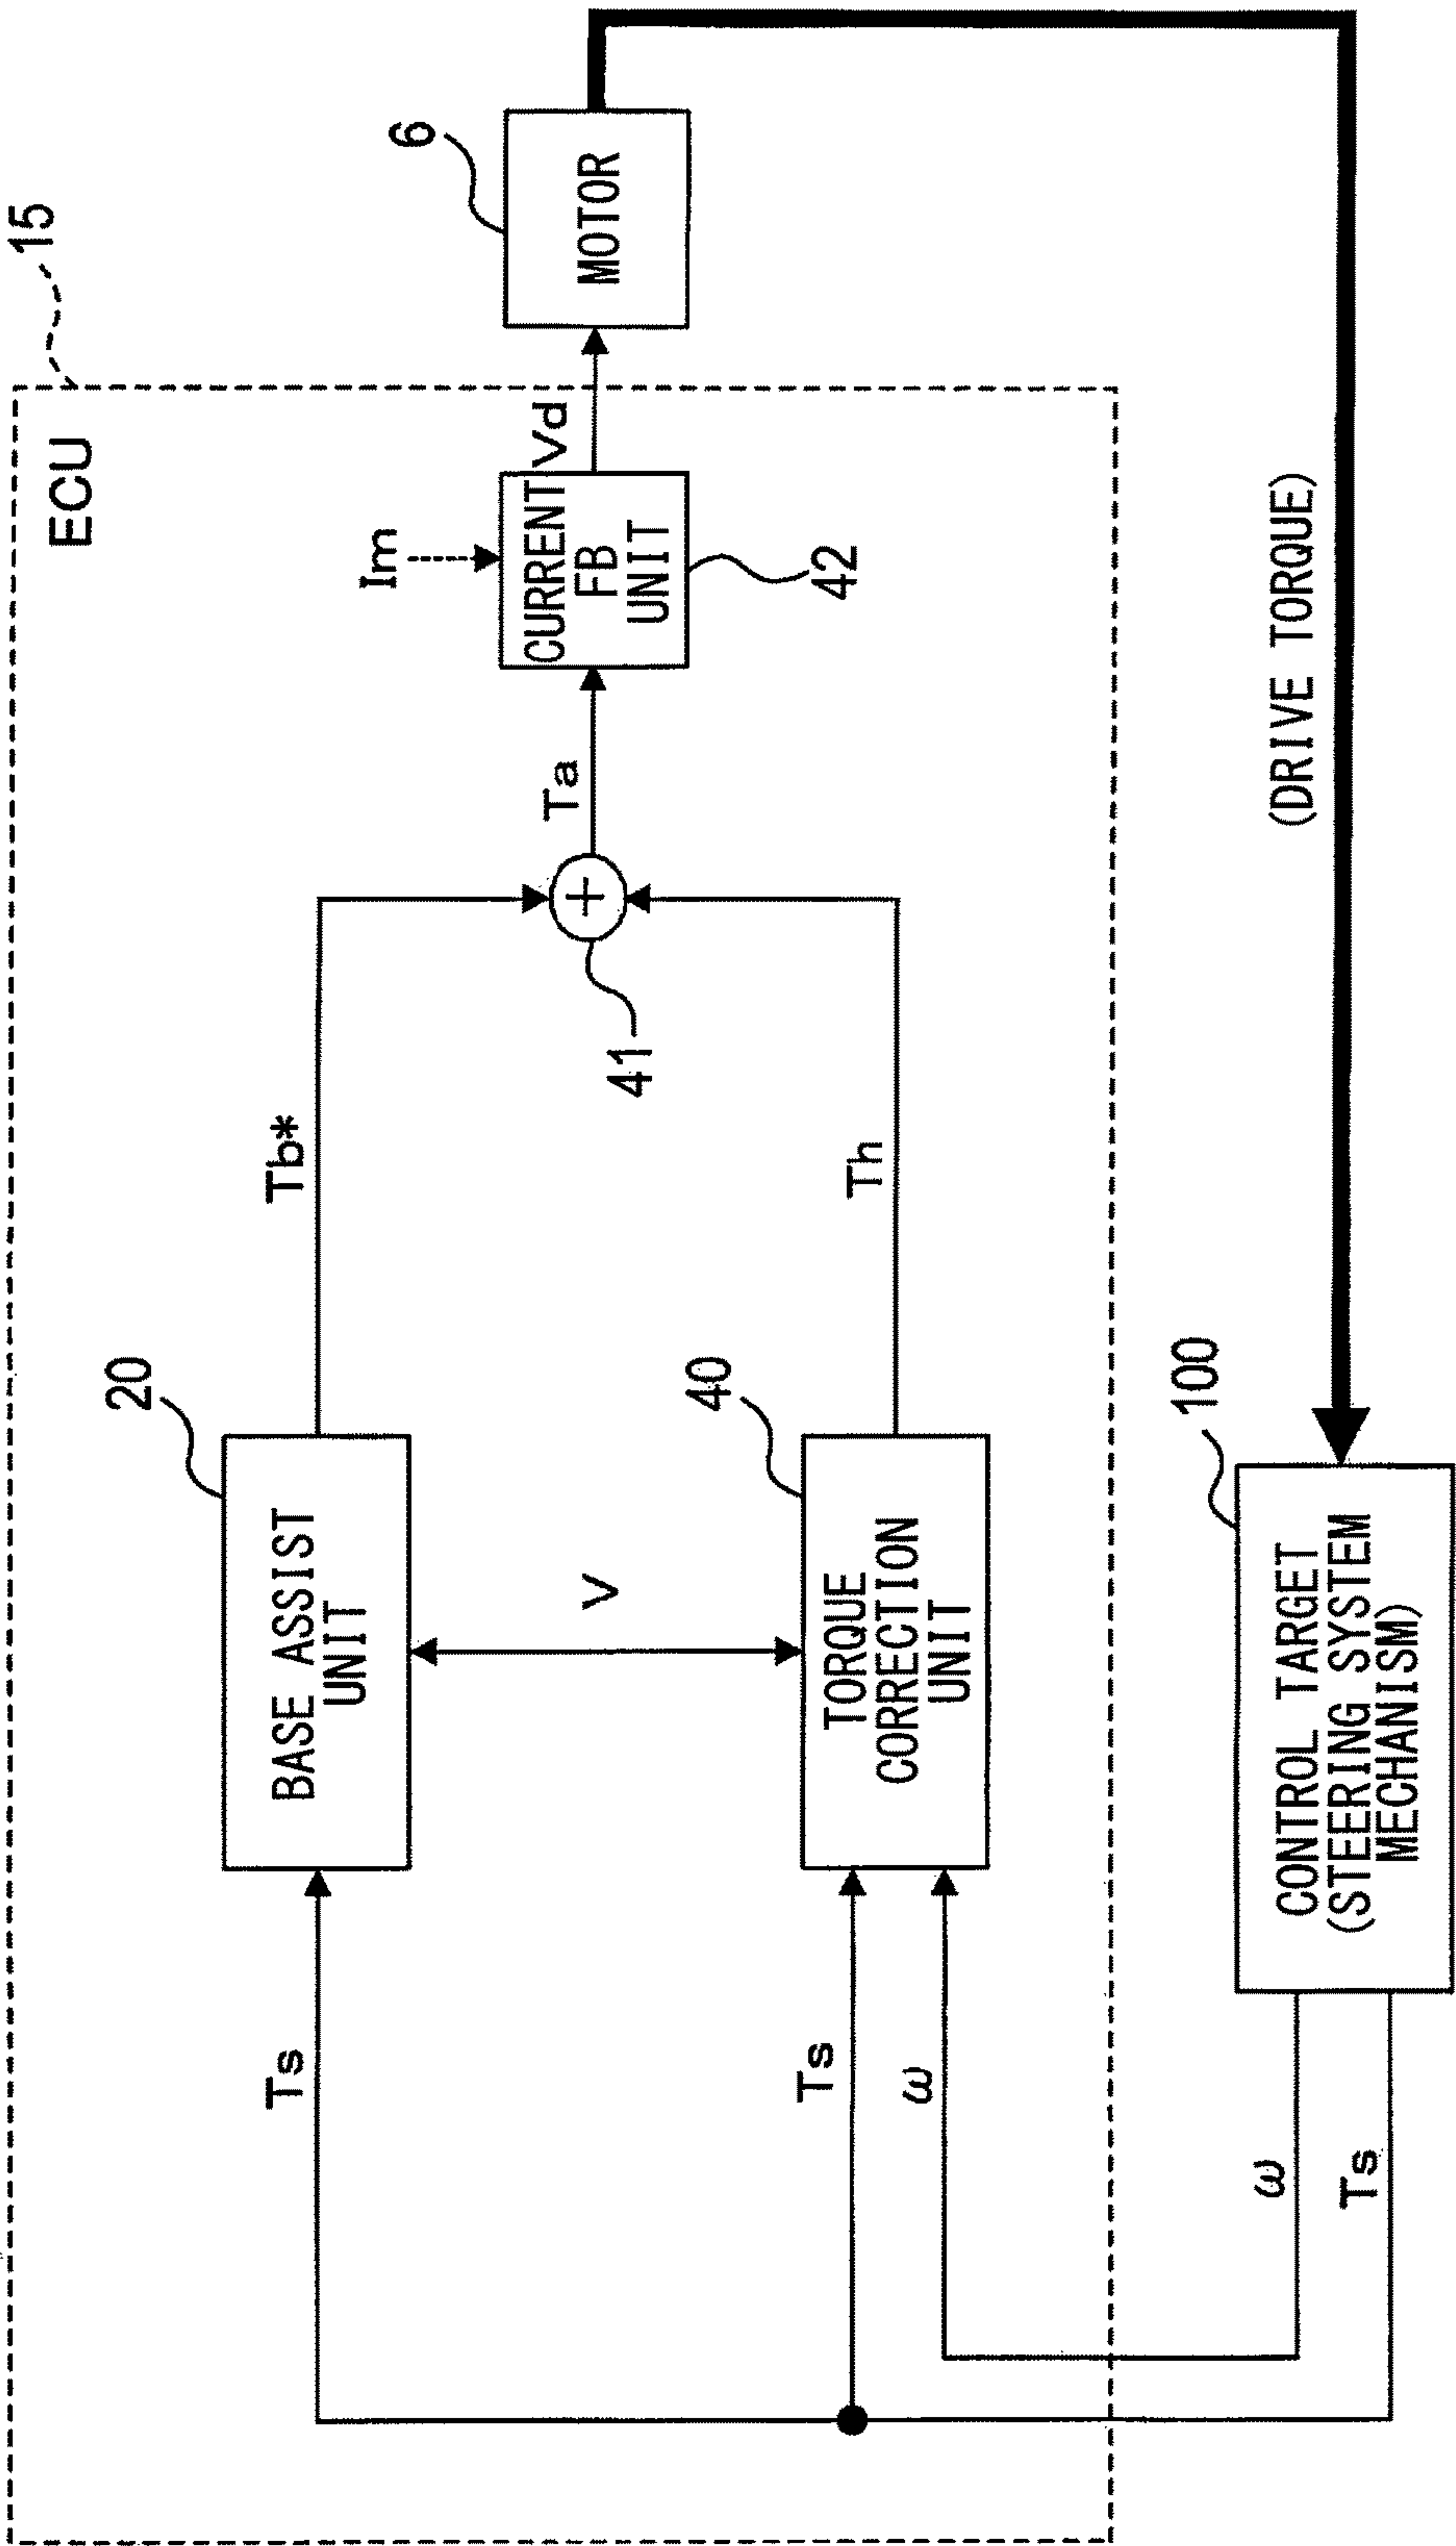 15
ECU
6
MOTOR
Im
CURRENT
FB
UNIT
Vd
42
Ta
41
Tb*
Th
20
BASE ASSIST
UNIT
V
40
TORQUE
CORRECTION
UNIT
Ts
Ts
ω
(DRIVE TORQUE)
100
CONTROL TARGET
(STEERING SYSTEM
MECHANISM)
ω
Ts